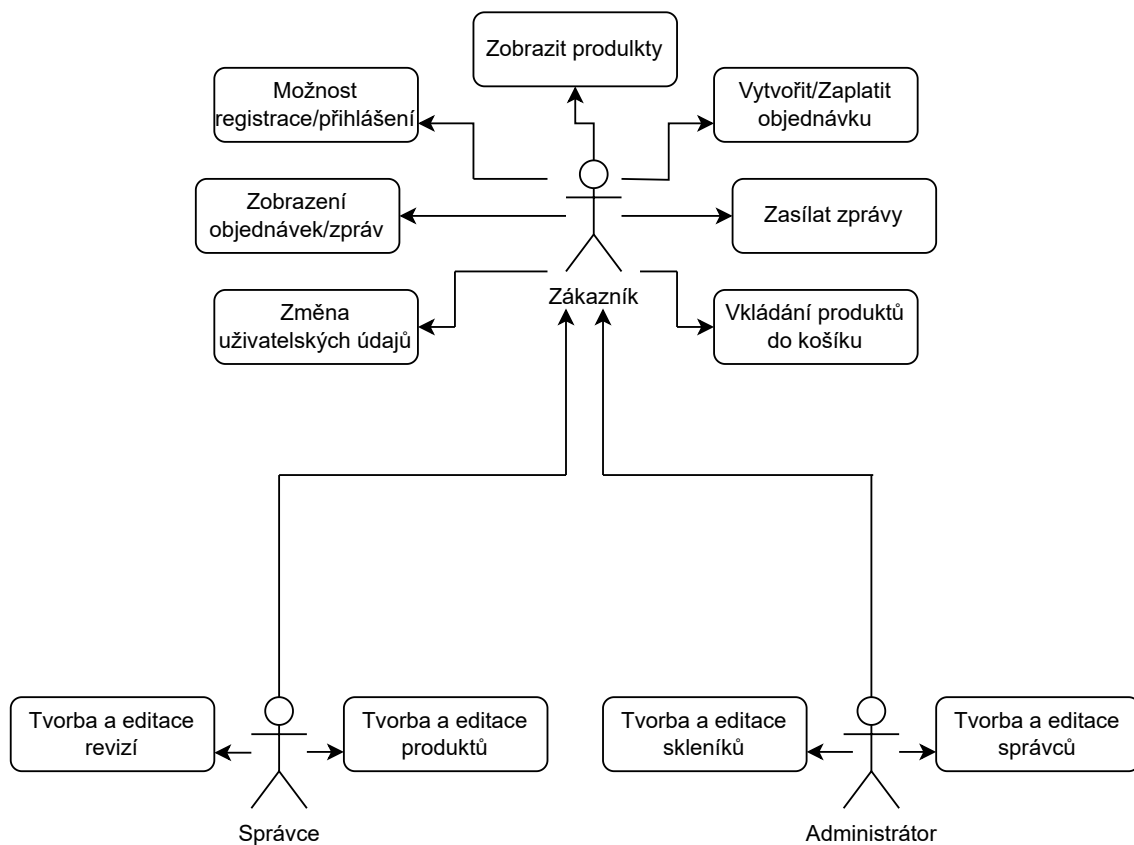 Zobrazit produlkty
Možnost
registrace/přihlášení
Vytvořit/Zaplatit
objednávku
Zobrazení
objednávek/zpráv
Zasílat zprávy
Zákazník
Změna
uživatelských údajů
Vkládání produktů
do košíku
Tvorba a editace
revizí
Tvorba a editace
produktů
Tvorba a editace
skleníků
Tvorba a editace
správců
Správce
Administrátor